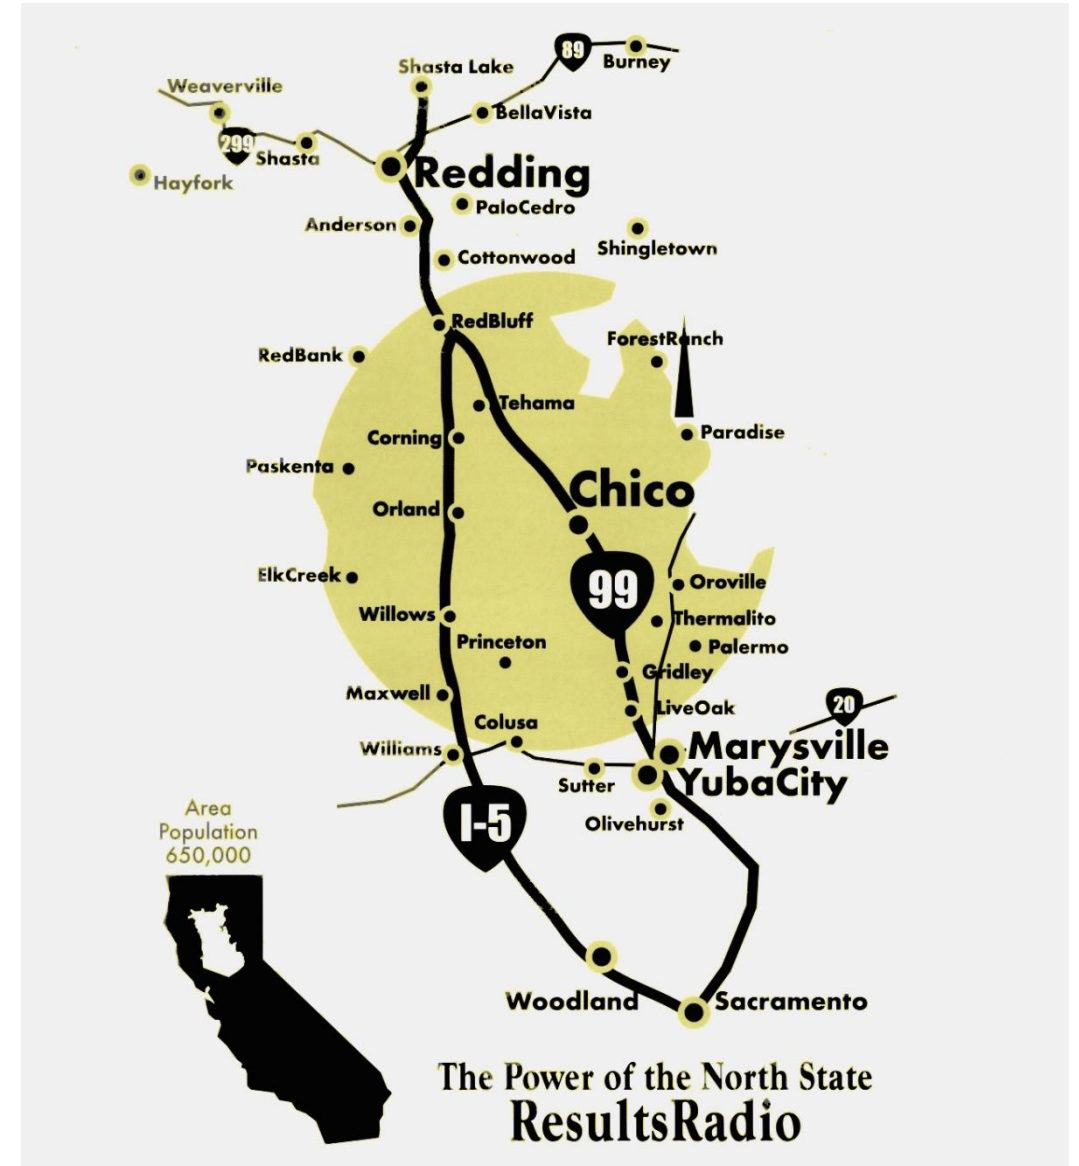 89
Burney
Shasta Lake
Weaverville
BellaVista
299
Shasta
Redding
Hayfork
PaloCedro
Anderson
Shingletown
Cottonwood
RedBluff
ForestRanch
RedBank
Tehama
Paradise
Corning
Paskenta
Chico
Orland
ElkCreek
99
Oroville
Willows
Thermalito
Princeton
Palermo
Gridley
Maxwell
LiveOak
20
Colusa
Williams
Marysville
Sutter
YubaCity
Olivehurst
I-5
Area
Population
650,000
Woodland
Sacramento
The Power of the North State
ResultsRadio